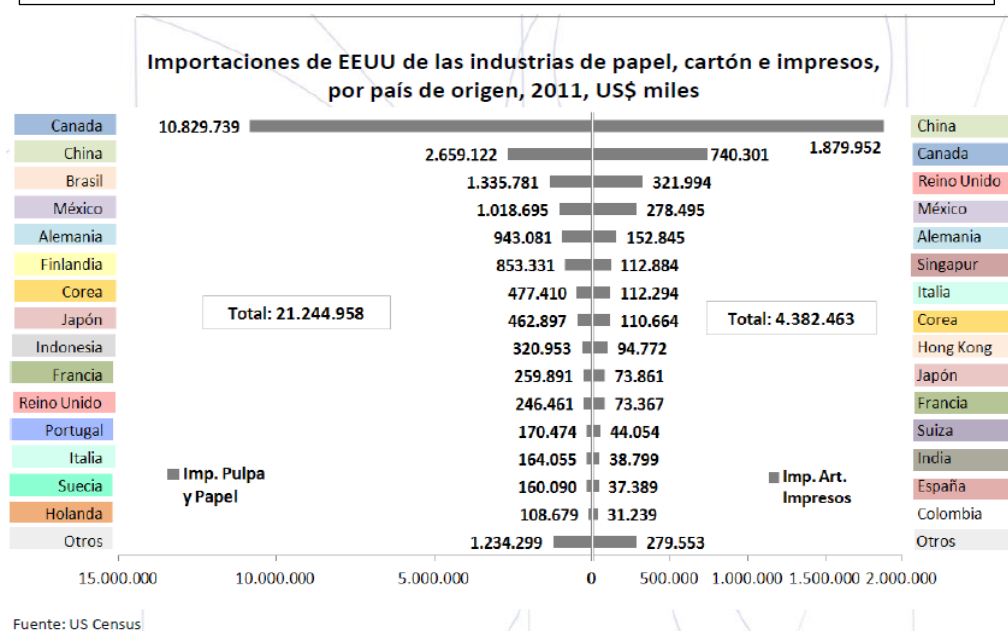 Importaciones de EEUU de las industrias de papel, cartón e impresos,
por país de origen, 2011, US$ miles
Canada 10.829.739 1.879.952 China
China 2.659.122 740.301 Canada
Brasil 1.335.781 321.994 Reino Unido
México 1.018.695 278.495 México
Alemania 943.081 152.845 Alemania
Finlandia 853.331 112.884 Singapur
Corea 477.410 112.294 Italia
Total: 21.244.958 Total: 4.382.463
Japón 462.897 110.664 Corea
Indonesia 320.953 94.772 Hong Kong
Francia 259.891 73.861 Japón
Reino Unido 246.461 73.367 Francia
Portugal 170.474 44.054 Suiza
Italia 164.055 38.799 India
Imp. Pulpa
y Papel
Imp. Art.
Impresos
Suecia 160.090 37.389 España
Holanda 108.679 31.239 Colombia
Otros 1.234.299 279.553 Otros
15.000.000 10.000.000 5.000.000 0 500.000 1.000.000 1.500.000 2.000.000
Fuente: US Census